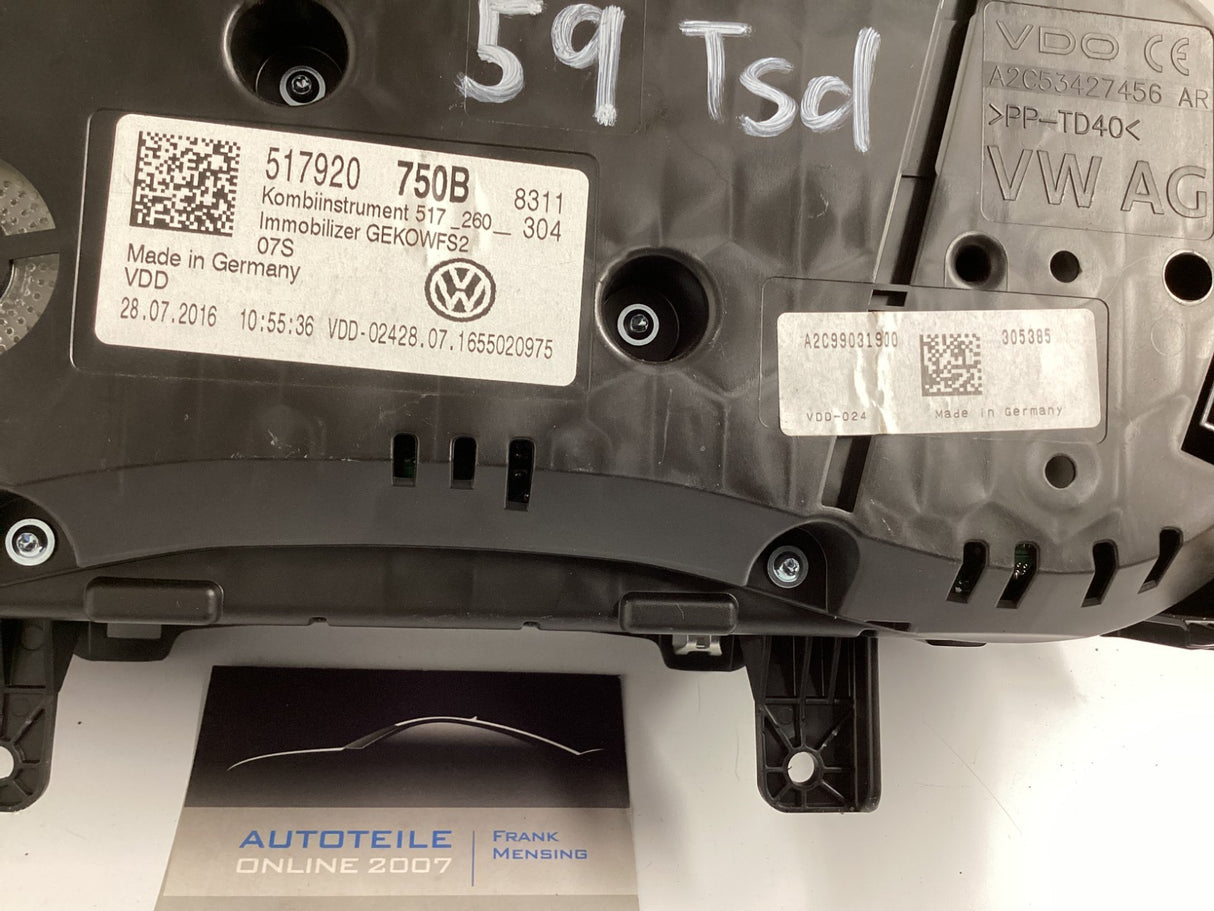 59 Tsd
VDO CE
A2C53427456 AR
>PP-TD40<
VW AG
517920 750B 8311
Kombiinstrument 517_260__ 304
Immobilizer GEKOWFS2
07S
Made in Germany
VDD
VW
28.07.2016 10:55:36 VDD-02428.07.1655020975
A2C99031900 305385
VDD-024 Made in Germany
AUTOTEILE
ONLINE 2007
FRANK
MENSING